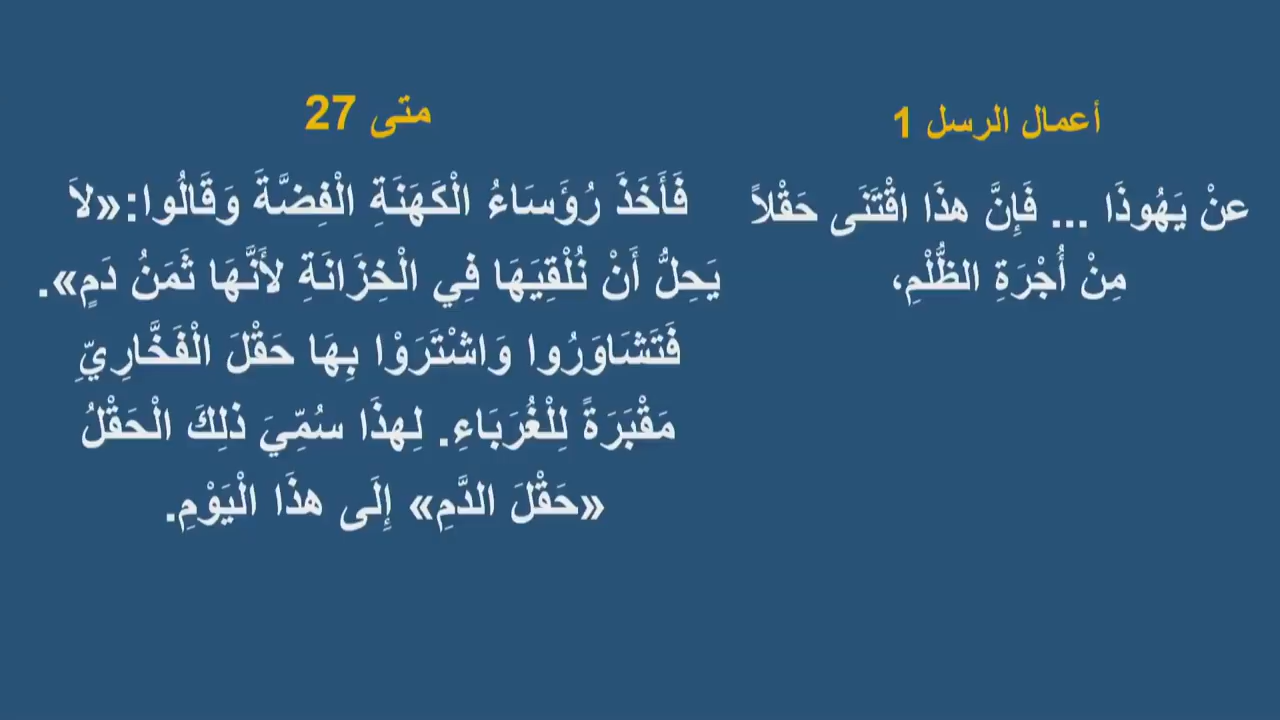 أعمال الرسل 1
عنْ يَهُوذَا ... فَإِنَّ هذَا اقْتَنَى حَقْلاً
مِنْ أُجْرَةِ الظُّلْمِ،
متى 27
فَأَخَذَ رُؤَسَاءُ الْكَهَنَةِ الْفِضَّةَ وَقَالُوا:«لاَ
يَحِلُّ أَنْ نُلْقِيَهَا فِي الْخِزَانَةِ لأَنَّهَا ثَمَنُ دَمٍ».
فَتَشَاوَرُوا وَاشْتَرَوْا بِهَا حَقْلَ الْفَخَّارِيِّ
مَقْبَرَةً لِلْغُرَبَاءِ. لِهذَا سُمِّيَ ذلِكَ الْحَقْلُ
«حَقْلَ الدَّمِ» إِلَى هذَا الْيَوْمِ.